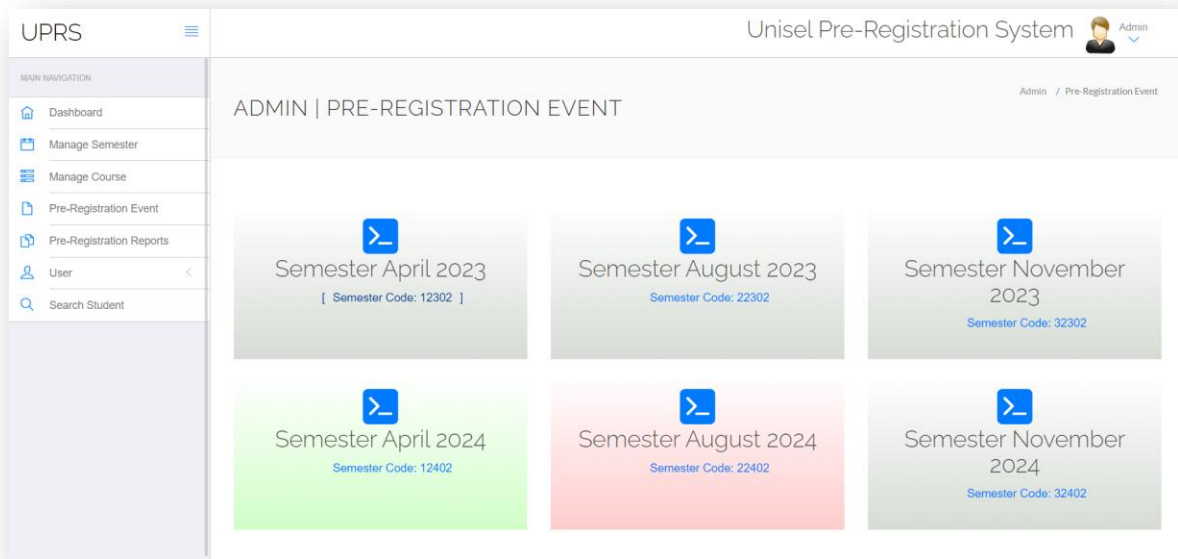 UPRS
Unisel Pre-Registration System
Admin
MAIN NAVIGATION
Dashboard
Manage Semester
Manage Course
Pre-Registration Event
Pre-Registration Reports
User
Search Student
ADMIN | PRE-REGISTRATION EVENT
Admin / Pre-Registration Event
Semester April 2023
[ Semester Code: 12302 ]
Semester August 2023
Semester Code: 22302
Semester November
2023
Semester Code: 32302
Semester April 2024
Semester Code: 12402
Semester August 2024
Semester Code: 22402
Semester November
2024
Semester Code: 32402